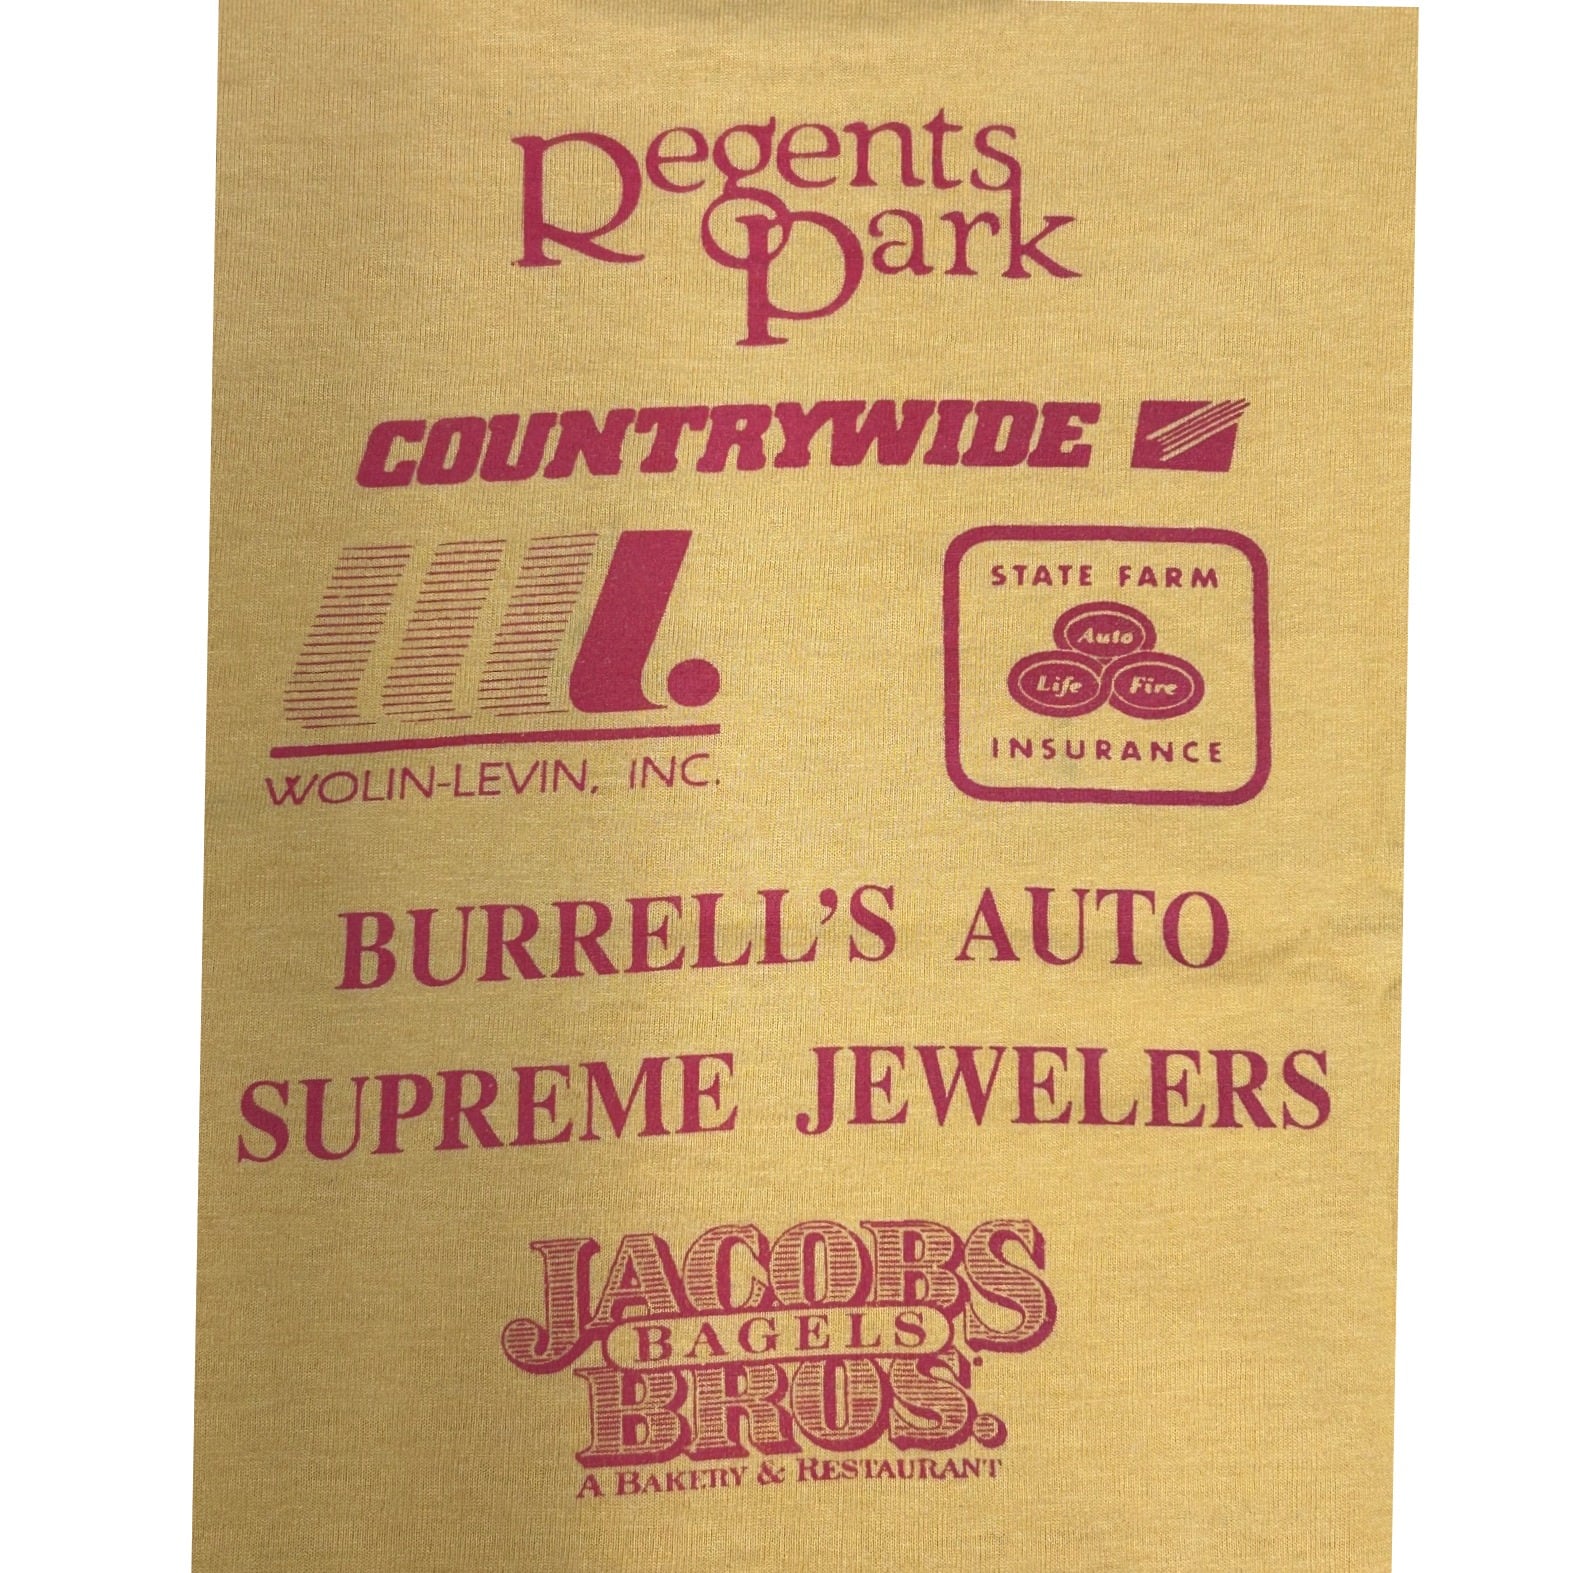 Regents
Park
COUNTRYWIDE
WL.
WOLIN-LEVIN, INC.
STATE FARM
Auto
Life Fire
INSURANCE
BURRELL'S AUTO
SUPREME JEWELERS
JACOBS
BAGELS
BROS.
A BAKERY & RESTAURANT